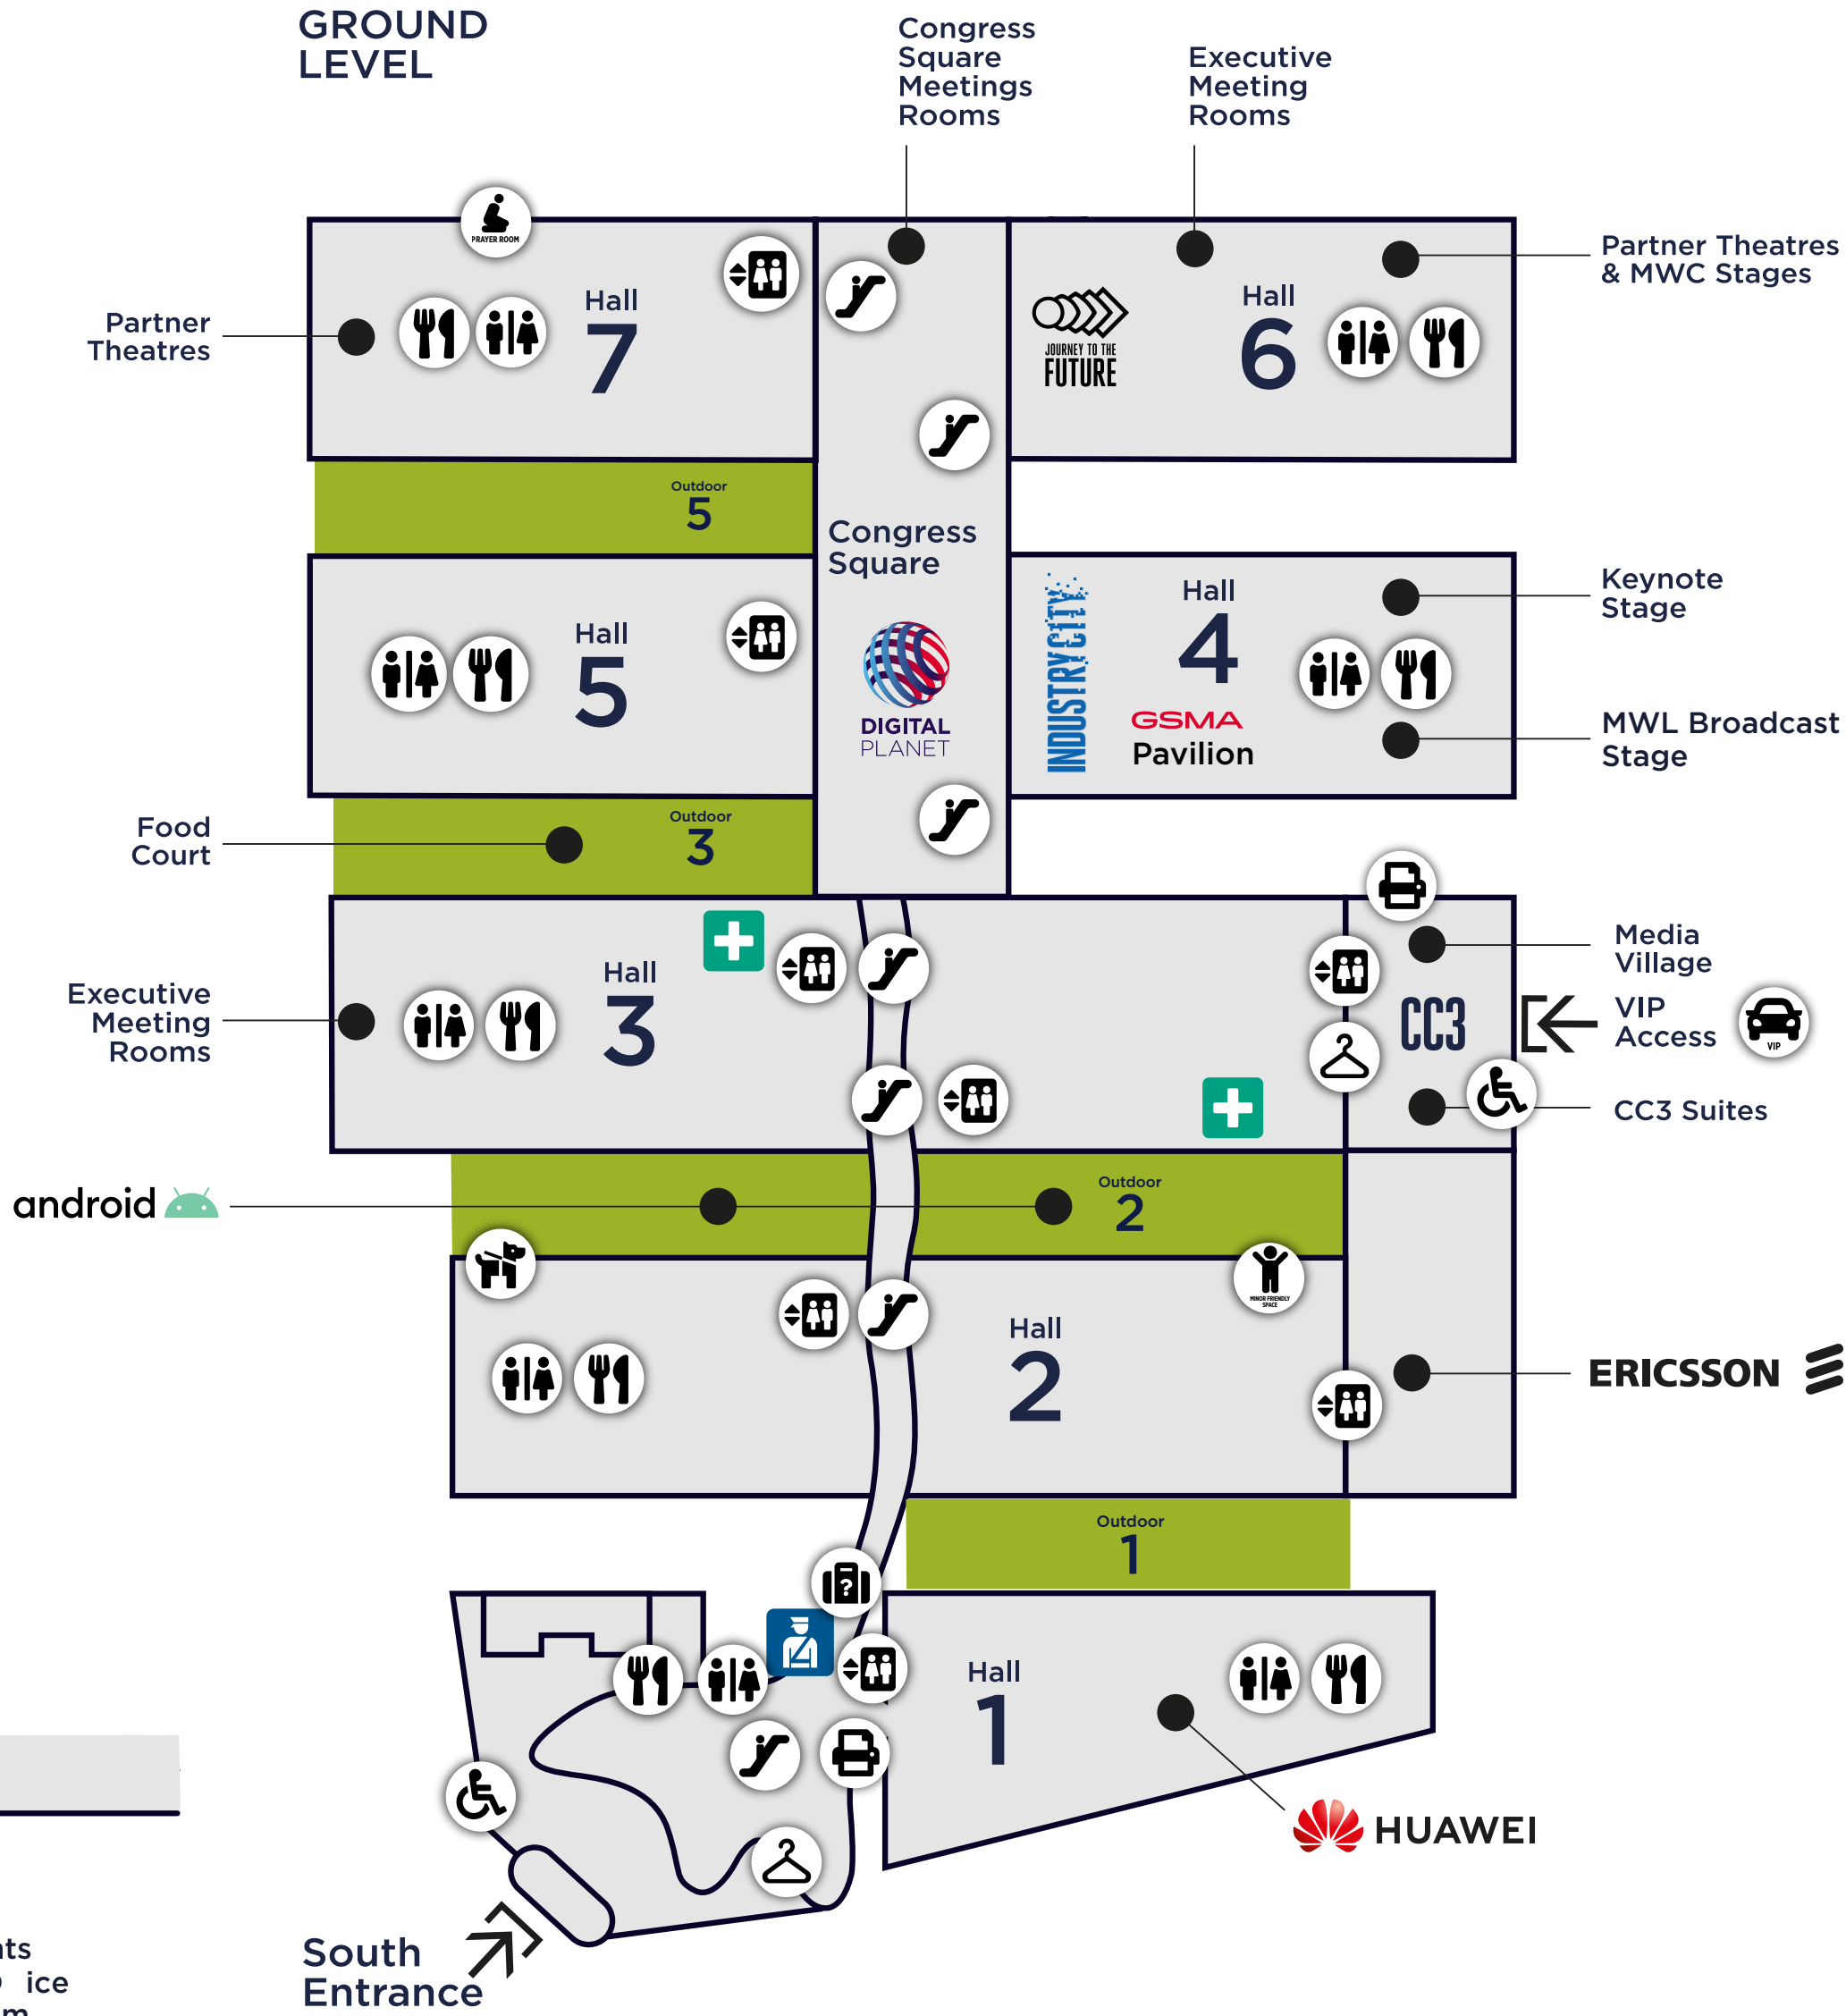 GROUND
LEVEL
Congress
Square
Meetings
Rooms
Executive
Meeting
Rooms
PRAYER ROOM
Partner
Theatres
Hall
7
JOURNEY TO THE
FUTURE
Hall
6
Partner Theatres
& MWC Stages
Outdoor
5
Congress
Square
Hall
5
DIGITAL
PLANET
INDUSTRY CITY
Hall
4
GSMA
Pavilion
Keynote
Stage
MWL Broadcast
Stage
Food
Court
Outdoor
3
Executive
Meeting
Rooms
Hall
3
CC3
Media
Village
VIP
Access
VIP
CC3 Suites
android
Outdoor
2
MINOR FRIENDLY
SPACE
Hall
2
ERICSSON
Outdoor
1
?
Hall
1
HUAWEI
South
Entrance
ice